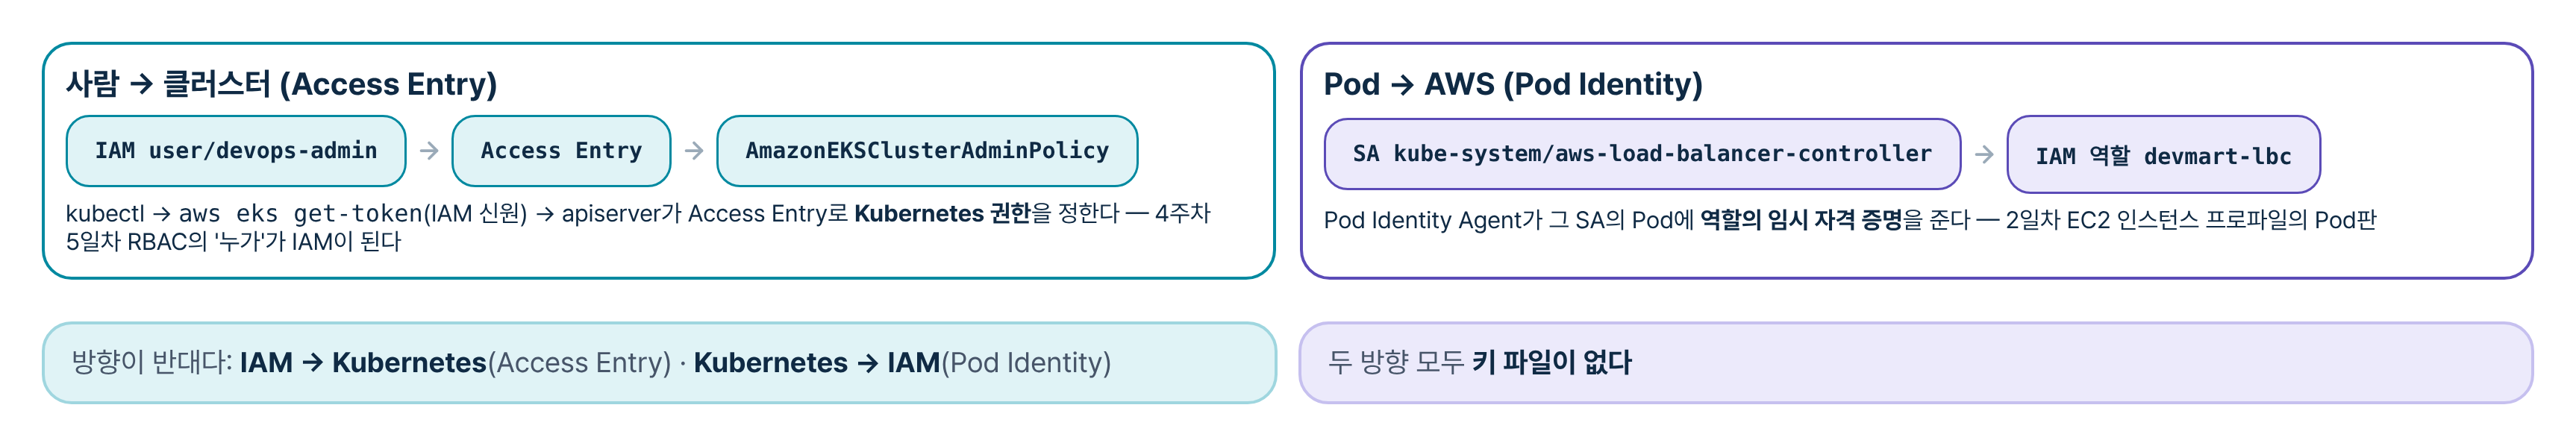 사람 → 클러스터 (Access Entry)
IAM user/devops-admin → Access Entry → AmazonEKSClusterAdminPolicy
kubectl → aws eks get-token(IAM 신원) → apiserver가 Access Entry로 Kubernetes 권한을 정한다 — 4주차
5일차 RBAC의 '누가'가 IAM이 된다
Pod → AWS (Pod Identity)
SA kube-system/aws-load-balancer-controller → IAM 역할 devmart-lbc
Pod Identity Agent가 그 SA의 Pod에 역할의 임시 자격 증명을 준다 — 2일차 EC2 인스턴스 프로파일의 Pod판
방향이 반대다: IAM → Kubernetes(Access Entry) · Kubernetes → IAM(Pod Identity)
두 방향 모두 키 파일이 없다